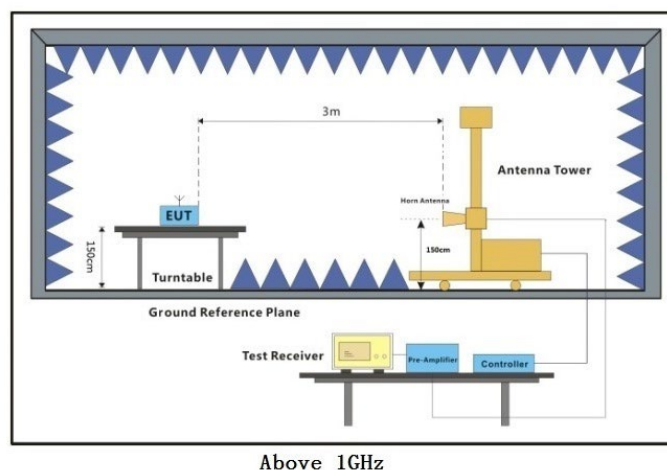 3m
Antenna Tower
Horn Antenna
EUT
150cm
150cm
Turntable
Ground Reference Plane
Test Receiver
Pre-Amplifier
Controller
Above 1GHz